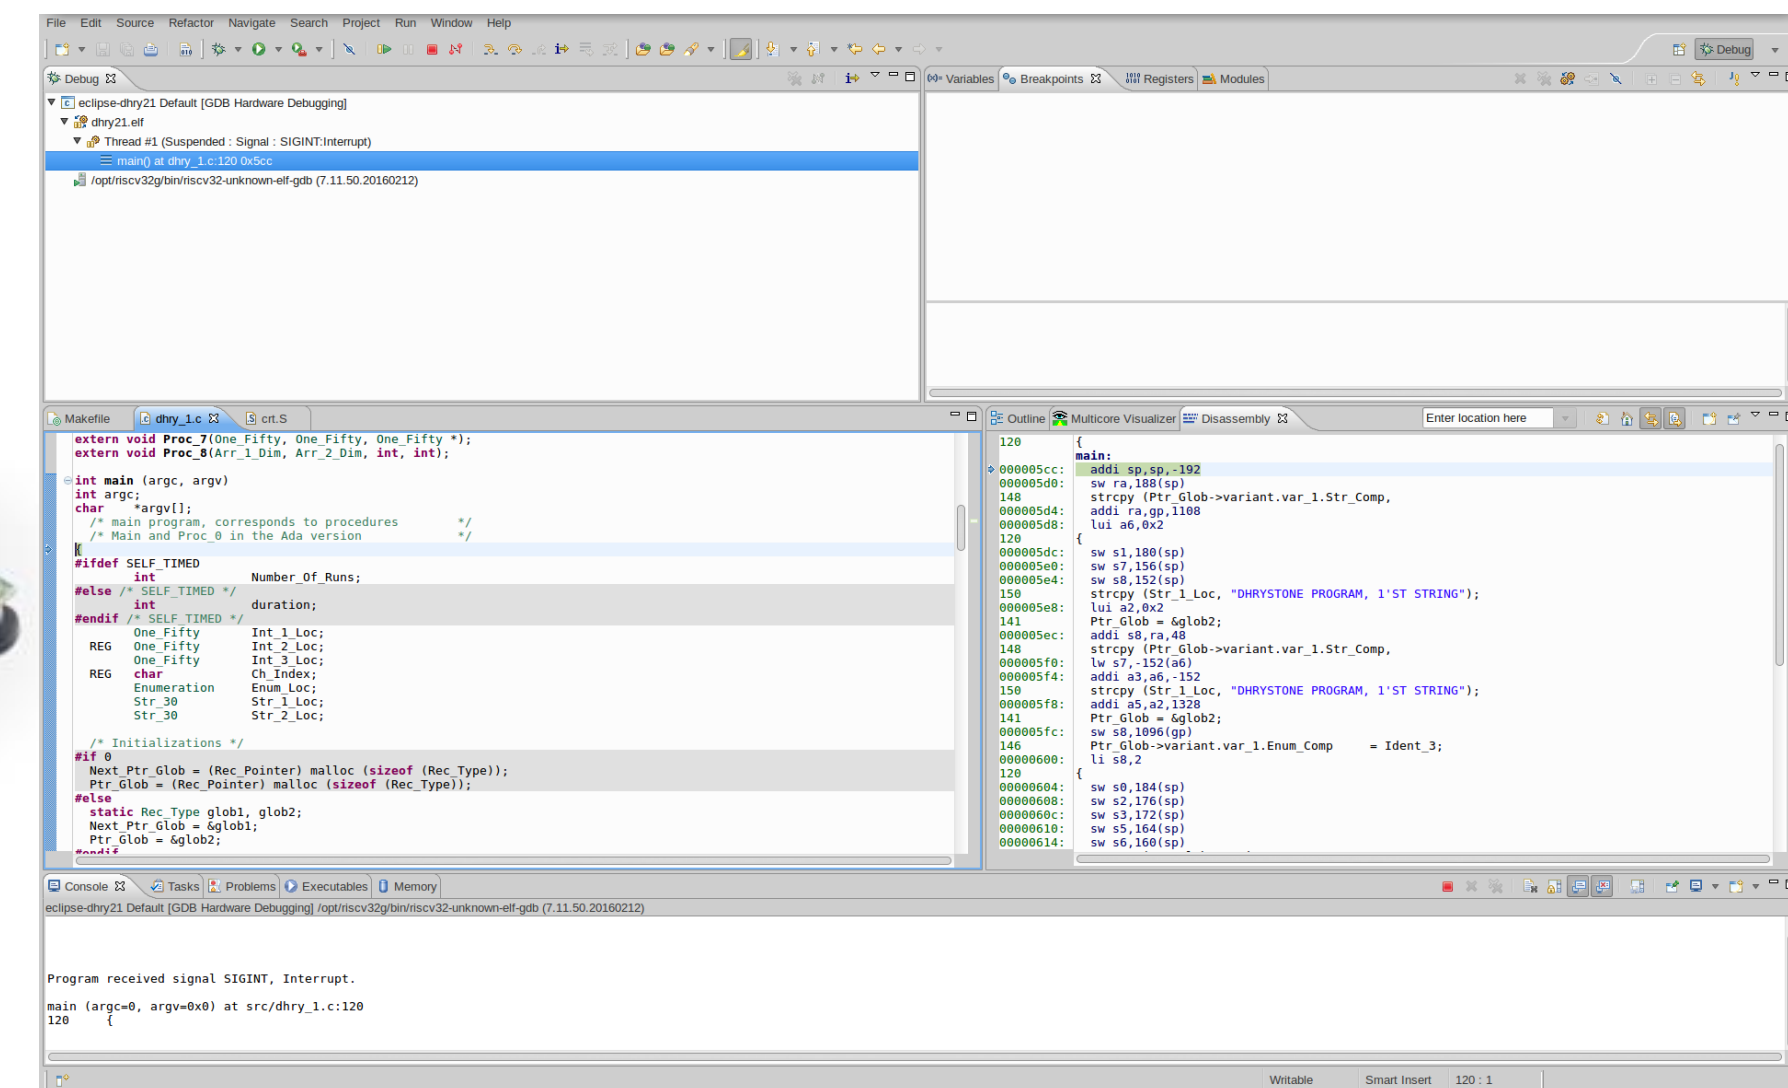 File Edit Source Refactor Navigate Search Project Run Window Help
Debug
Debug
eclipse-dhry21 Default [GDB Hardware Debugging]
dhry21.elf
Thread #1 (Suspended : Signal : SIGINT:Interrupt)
main() at dhry_1.c:120 0x5cc
/opt/riscv32g/bin/riscv32-unknown-elf-gdb (7.11.50.20160212)
Variables Breakpoints Registers Modules
Makefile dhry_1.c crt.S
extern void Proc_7(One_Fifty, One_Fifty, One_Fifty *);
extern void Proc_8(Arr_1_Dim, Arr_2_Dim, int, int);
int main (argc, argv)
int argc;
char *argv[];
/* main program, corresponds to procedures */
/* Main and Proc_0 in the Ada version */
{
#ifdef SELF_TIMED
int Number_Of_Runs;
#else /* SELF_TIMED */
int duration;
#endif /* SELF_TIMED */
One_Fifty Int_1_Loc;
REG One_Fifty Int_2_Loc;
One_Fifty Int_3_Loc;
REG char Ch_Index;
Enumeration Enum_Loc;
Str_30 Str_1_Loc;
Str_30 Str_2_Loc;
/* Initializations */
#if 0
Next_Ptr_Glob = (Rec_Pointer) malloc (sizeof (Rec_Type));
Ptr_Glob = (Rec_Pointer) malloc (sizeof (Rec_Type));
#else
static Rec_Type glob1, glob2;
Next_Ptr_Glob = &glob1;
Ptr_Glob = &glob2;
#endif
Outline Multicore Visualizer Disassembly
Enter location here
120 {
main:
000005cc: addi sp,sp,-192
000005d0: sw ra,188(sp)
148 strcpy (Ptr_Glob->variant.var_1.Str_Comp,
000005d4: addi ra,gp,1108
000005d8: lui a6,0x2
120 {
000005dc: sw s1,180(sp)
000005e0: sw s7,156(sp)
000005e4: sw s8,152(sp)
150 strcpy (Str_1_Loc, "DHRYSTONE PROGRAM, 1'ST STRING");
000005e8: lui a2,0x2
141 Ptr_Glob = &glob2;
000005ec: addi s8,ra,48
148 strcpy (Ptr_Glob->variant.var_1.Str_Comp,
000005f0: lw s7,-152(a6)
000005f4: addi a3,a6,-152
150 strcpy (Str_1_Loc, "DHRYSTONE PROGRAM, 1'ST STRING");
000005f8: addi a5,a2,1328
141 Ptr_Glob = &glob2;
000005fc: sw s8,1096(gp)
146 Ptr_Glob->variant.var_1.Enum_Comp = Ident_3;
00000600: li s8,2
120 {
00000604: sw s0,184(sp)
00000608: sw s2,176(sp)
0000060c: sw s3,172(sp)
00000610: sw s5,164(sp)
00000614: sw s6,160(sp)
Console Tasks Problems Executables Memory
eclipse-dhry21 Default [GDB Hardware Debugging] /opt/riscv32g/bin/riscv32-unknown-elf-gdb (7.11.50.20160212)
Program received signal SIGINT, Interrupt.
main (argc=0, argv=0x0) at src/dhry_1.c:120
120 {
Writable Smart Insert 120 : 1